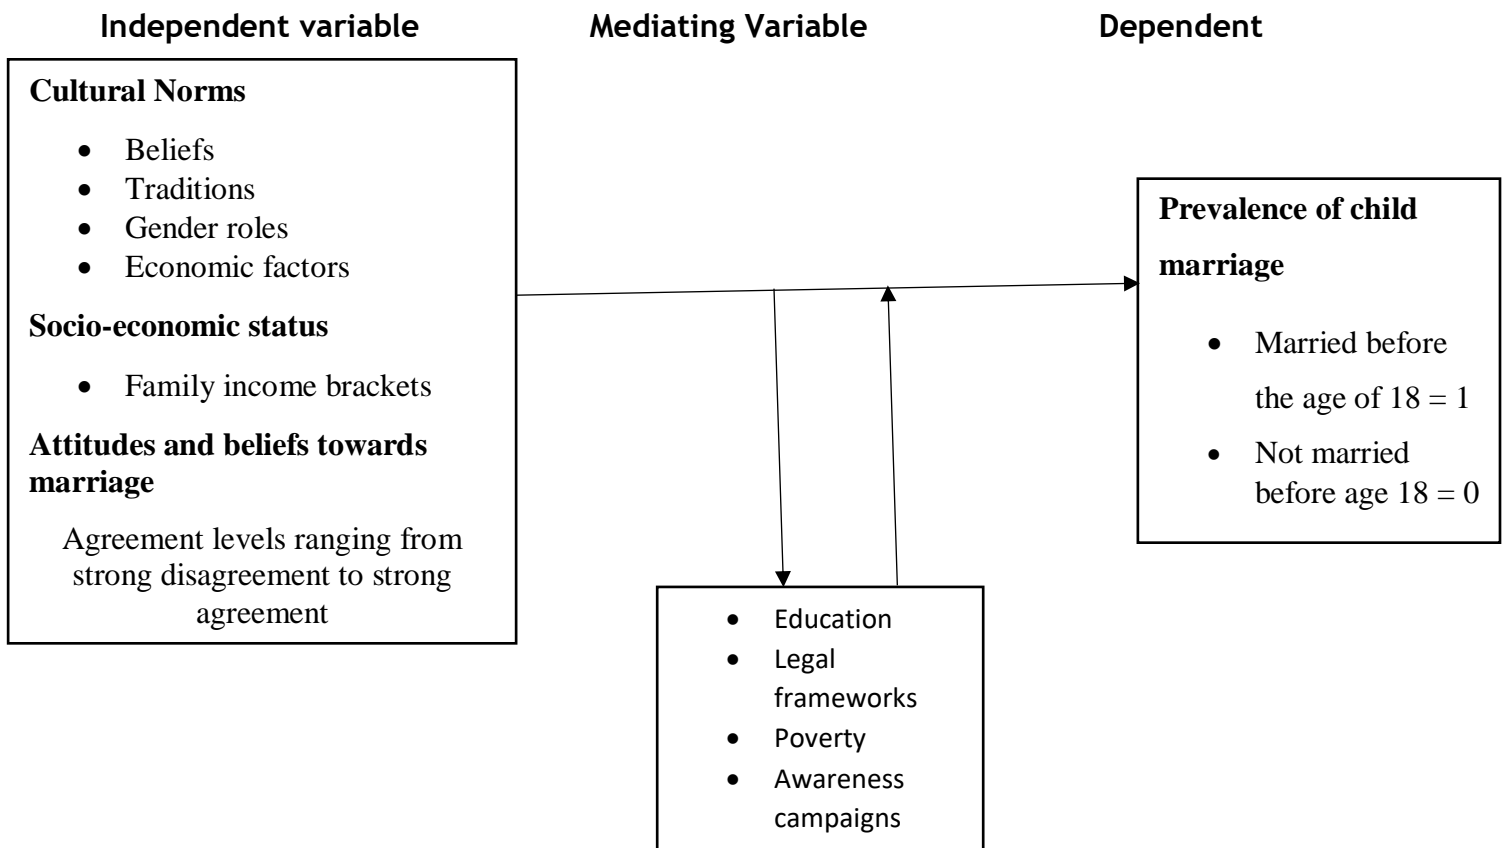 Independent variable
Mediating Variable
Dependent
Cultural Norms
• Beliefs
• Traditions
• Gender roles
• Economic factors
Socio-economic status
• Family income brackets
Attitudes and beliefs towards
marriage
Agreement levels ranging from
strong disagreement to strong
agreement
• Education
• Legal
frameworks
• Poverty
• Awareness
campaigns
Prevalence of child
marriage
• Married before
the age of 18 = 1
• Not married
before age 18 = 0